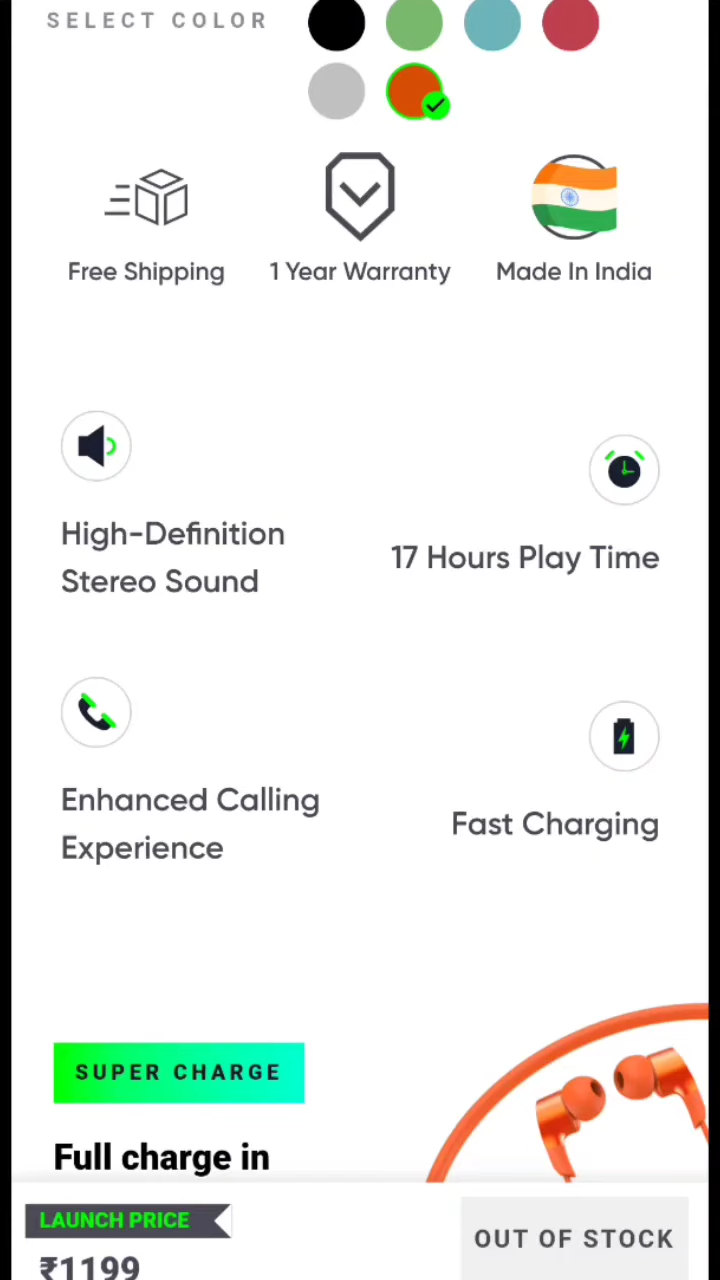 SELECT COLOR
Free Shipping
1 Year Warranty
Made In India
High-Definition
Stereo Sound
17 Hours Play Time
Enhanced Calling
Experience
Fast Charging
SUPER CHARGE
Full charge in
LAUNCH PRICE
₹1199
OUT OF STOCK